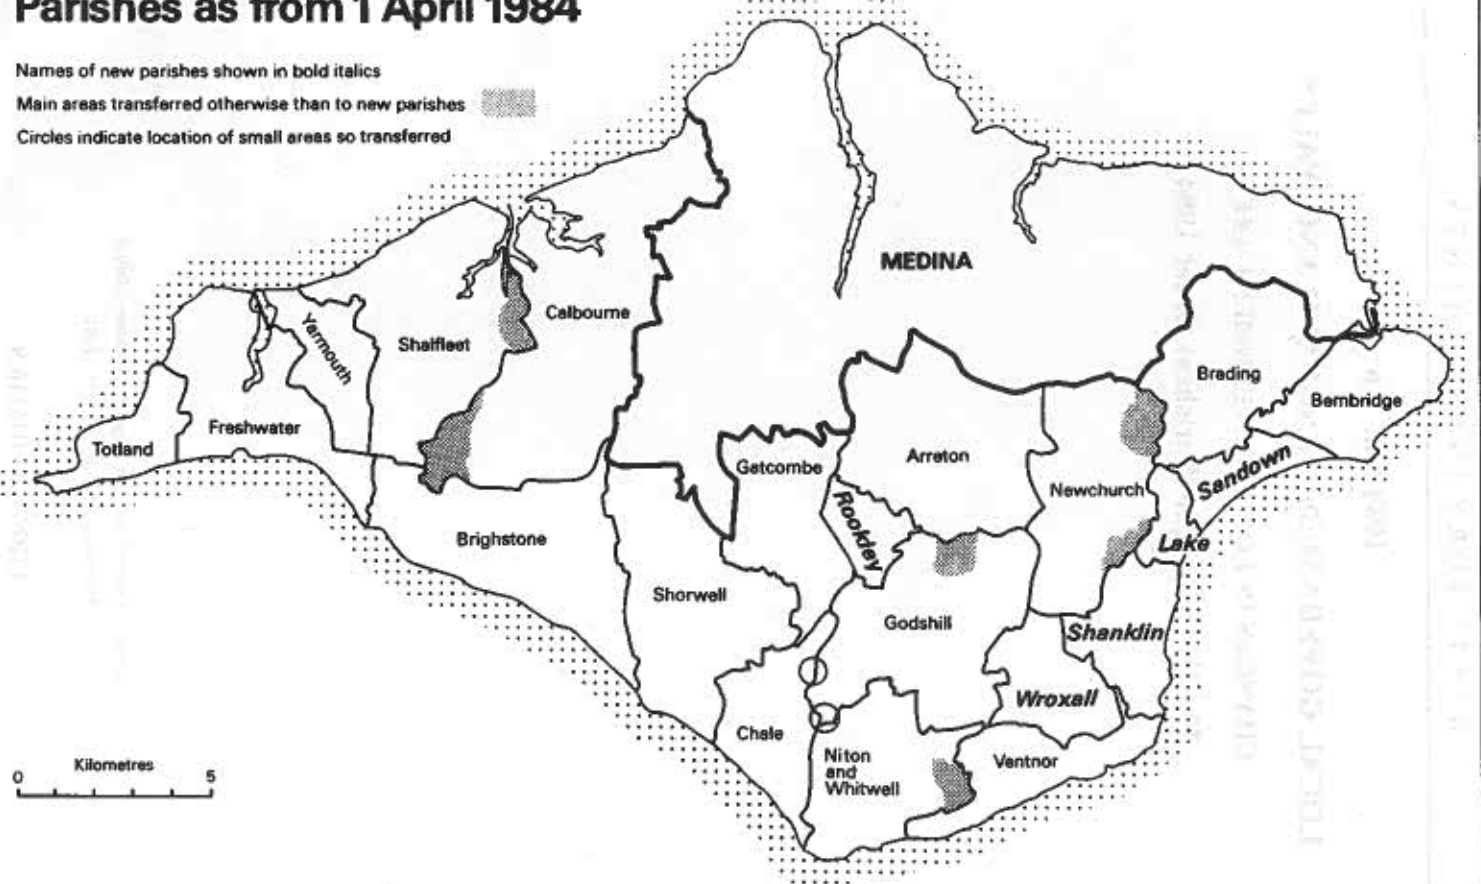 Parishes as from 1 April 1984
Names of new parishes shown in bold italics
Main areas transferred otherwise than to new parishes
Circles indicate location of small areas so transferred
MEDINA
Calbourne
Yarmouth
Shalfleet
Brading
Bembridge
Freshwater
Totland
Gatcombe
Arreton
Newchurch
Sandown
Rookley
Brighstone
Lake
Shorwell
Godshill
Shanklin
Wroxall
Chale
Niton
and
Whitwell
Ventnor
Kilometres
0 5